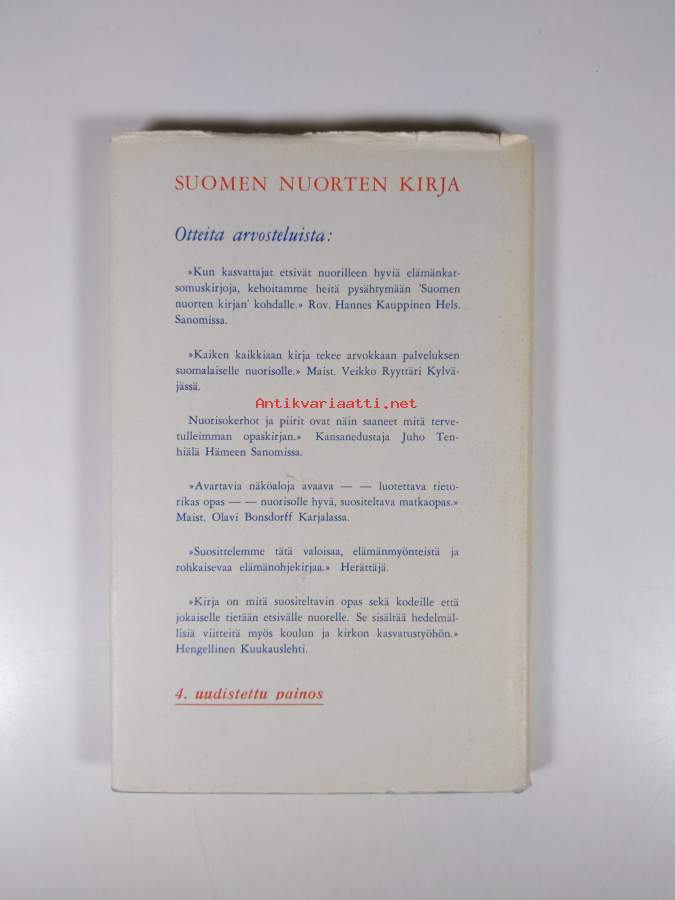 SUOMEN NUORTEN KIRJA
Otteita arvosteluista:
»Kun kasvattajat etsivät nuorilleen hyviä elämänkat-
somuskirjoja, kehoitamme heitä pysähtymään 'Suomen
nuorten kirjan' kohdalle.» Rov. Hannes Kauppinen Hels.
Sanomissa.
»Kaiken kaikkiaan kirja tekee arvokkaan palveluksen
suomalaiselle nuorisolle.» Maist. Veikko Ryyttäri Kylvä-
jässä.
Antikvariaatti.net
Nuorisokerhot ja piirit ovat näin saaneet mitä terve-
tulleimman opaskirjan.» Kansanedustaja Juho Ten-
hiälä Hämeen Sanomissa.
»Avartavia näköaloja avaava — — luotettava tieto-
rikas opas — — nuorisolle hyvä, suositeltava matkaopas.»
Maist. Olavi Bonsdorff Karjalassa.
»Suosittelemme tätä valoisaa, elämänmyönteistä ja
rohkaisevaa elämänohjekirjaa.» Herättäjä.
»Kirja on mitä suositeltavin opas sekä kodeille että
jokaiselle tietään etsivälle nuorelle. Se sisältää hedelmäl-
lisiä viitteitä myös koulun ja kirkon kasvatustyöhön.»
Hengellinen Kuukauslehti.
4. uudistettu painos